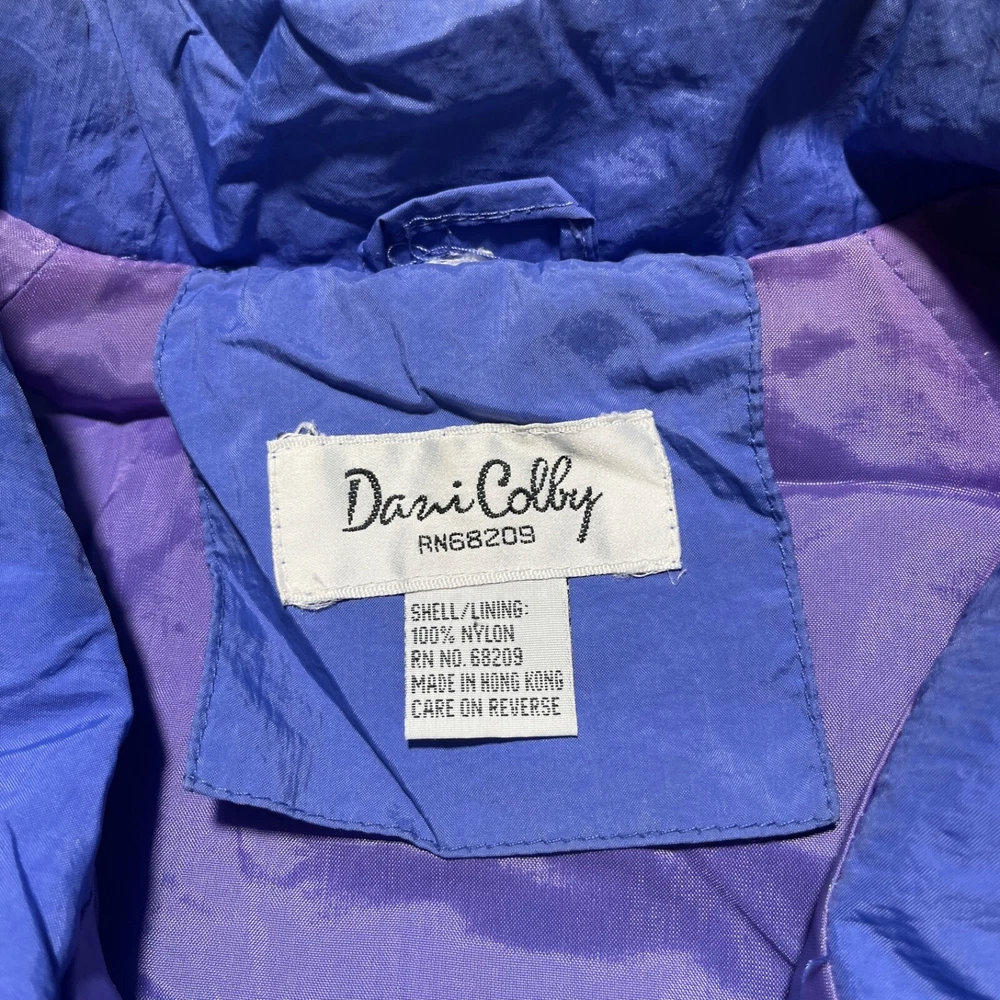 Dani Colby
RN68209
SHELL/LINING:
100% NYLON
RN NO. 68209
MADE IN HONG KONG
CARE ON REVERSE